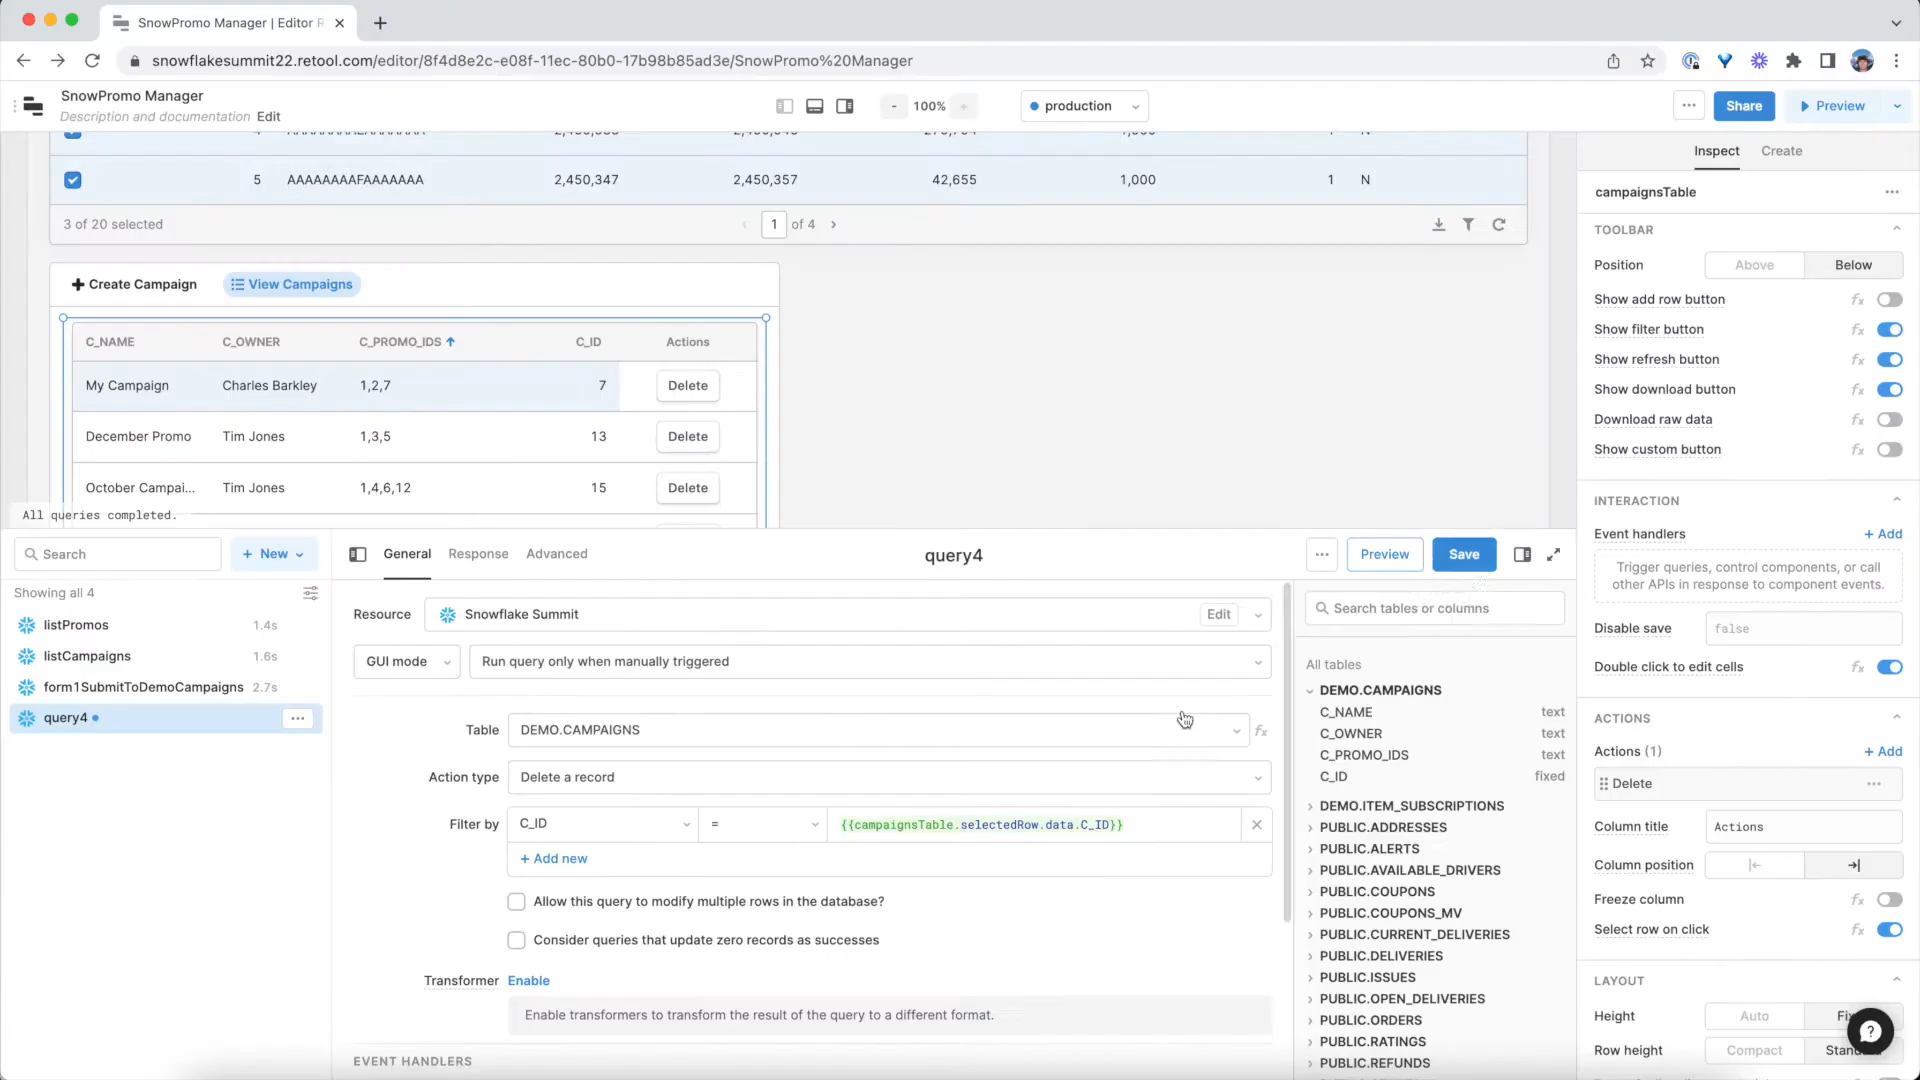 SnowPromo Manager | Editor
snowflakesummit22.retool.com/editor/8f4d8e2c-e08f-11ec-80b0-17b98b85ad3e/SnowPromo%20Manager
SnowPromo Manager
Description and documentation Edit
- 100% +
production
Share
Preview
5 AAAAAAAAFAAAAAAA 2,450,347 2,450,357 42,655 1,000 1 N
3 of 20 selected
1 of 4
Create Campaign
View Campaigns
C_NAME C_OWNER C_PROMO_IDS C_ID Actions
My Campaign Charles Barkley 1,2,7 7 Delete
December Promo Tim Jones 1,3,5 13 Delete
October Campai... Tim Jones 1,4,6,12 15 Delete
All queries completed.
Search
+ New
Showing all 4
listPromos 1.4s
listCampaigns 1.6s
form1SubmitToDemoCampaigns 2.7s
query4
General Response Advanced
query4
Preview
Save
Resource Snowflake Summit Edit
GUI mode Run query only when manually triggered
Table DEMO.CAMPAIGNS fx
Action type Delete a record
Filter by C_ID = {{campaignsTable.selectedRow.data.C_ID}}
+ Add new
Allow this query to modify multiple rows in the database?
Consider queries that update zero records as successes
Transformer Enable
Enable transformers to transform the result of the query to a different format.
EVENT HANDLERS
Search tables or columns
All tables
DEMO.CAMPAIGNS
C_NAME text
C_OWNER text
C_PROMO_IDS text
C_ID fixed
DEMO.ITEM_SUBSCRIPTIONS
PUBLIC.ADDRESSES
PUBLIC.ALERTS
PUBLIC.AVAILABLE_DRIVERS
PUBLIC.COUPONS
PUBLIC.COUPONS_MV
PUBLIC.CURRENT_DELIVERIES
PUBLIC.DELIVERIES
PUBLIC.ISSUES
PUBLIC.OPEN_DELIVERIES
PUBLIC.ORDERS
PUBLIC.RATINGS
PUBLIC.REFUNDS
Inspect Create
campaignsTable
TOOLBAR
Position Above Below
Show add row button fx
Show filter button fx
Show refresh button fx
Show download button fx
Download raw data fx
Show custom button fx
INTERACTION
Event handlers + Add
Trigger queries, control components, or call
other APIs in response to component events.
Disable save false
Double click to edit cells fx
ACTIONS
Actions (1) + Add
Delete
Column title Actions
Column position
Freeze column fx
Select row on click fx
LAYOUT
Height Auto
Row height Compact